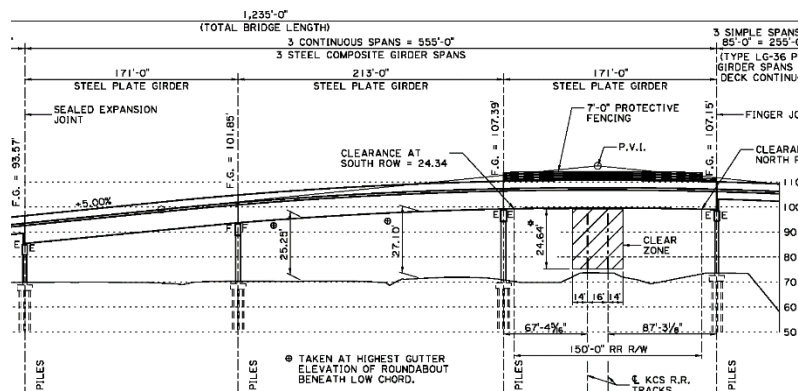 1,235'-0"
(TOTAL BRIDGE LENGTH)
3 CONTINUOUS SPANS = 555'-0"
3 STEEL COMPOSITE GIRDER SPANS
3 SIMPLE SPANS
85'-0" = 255'-0
(TYPE LG-36 P
GIRDER SPANS
DECK CONTINU
171'-0"
STEEL PLATE GIRDER
213'-0"
STEEL PLATE GIRDER
171'-0"
STEEL PLATE GIRDER
SEALED EXPANSION
JOINT
F.G. = 93.57'
F.G. = 101.85'
F.G. = 107.39'
F.G. = 107.15'
7'-0" PROTECTIVE
FENCING
FINGER JO
P.V.I.
CLEARANCE AT
SOUTH ROW = 24.34
CLEARA
NORTH R
+5.00%
E E
F F
E E
E E
25.25'
27.10'
24.64'
CLEAR
ZONE
110
100
90
80
70
60
50
14' 16' 14'
87'-3⅛"
150'-0" RR R/W
⊕ TAKEN AT HIGHEST GUTTER
ELEVATION OF ROUNDABOUT
BENEATH LOW CHORD.
℄ KCS R.R.
TRACKS
PILES
PILES
PILES
PILES